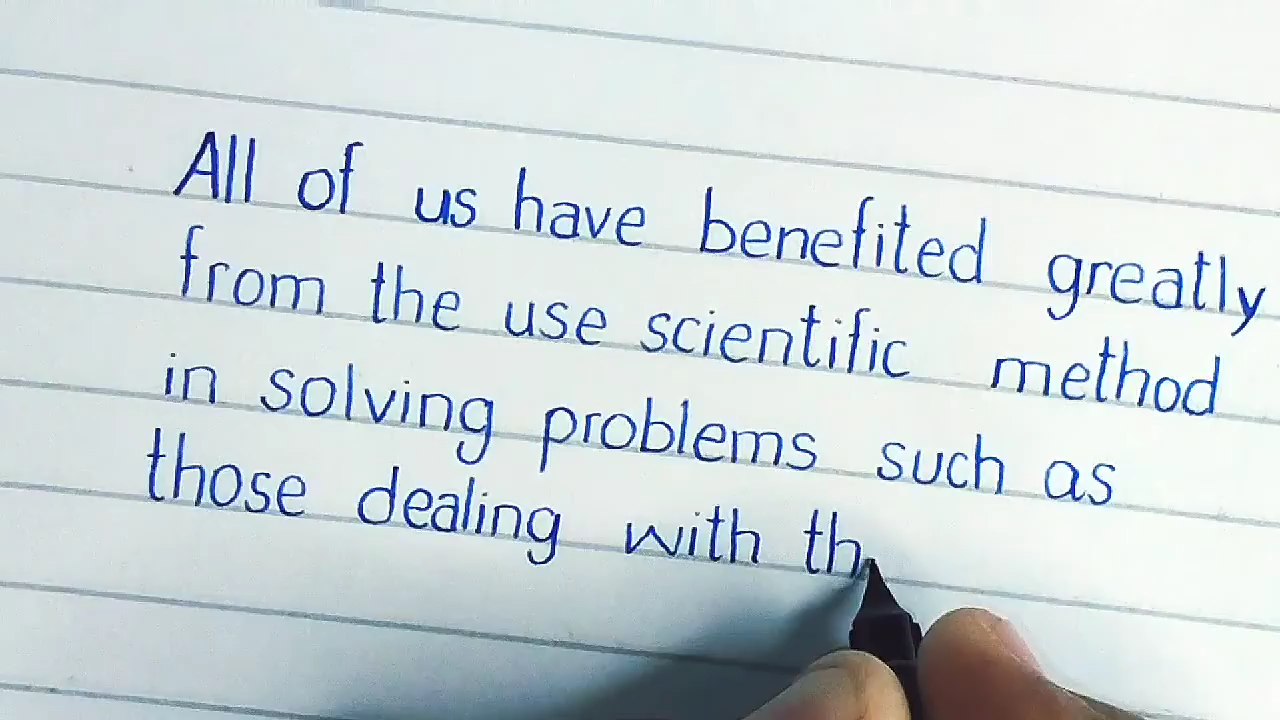 All of us have benefited greatly
from the use scientific method
in solving problems such as
those dealing with th